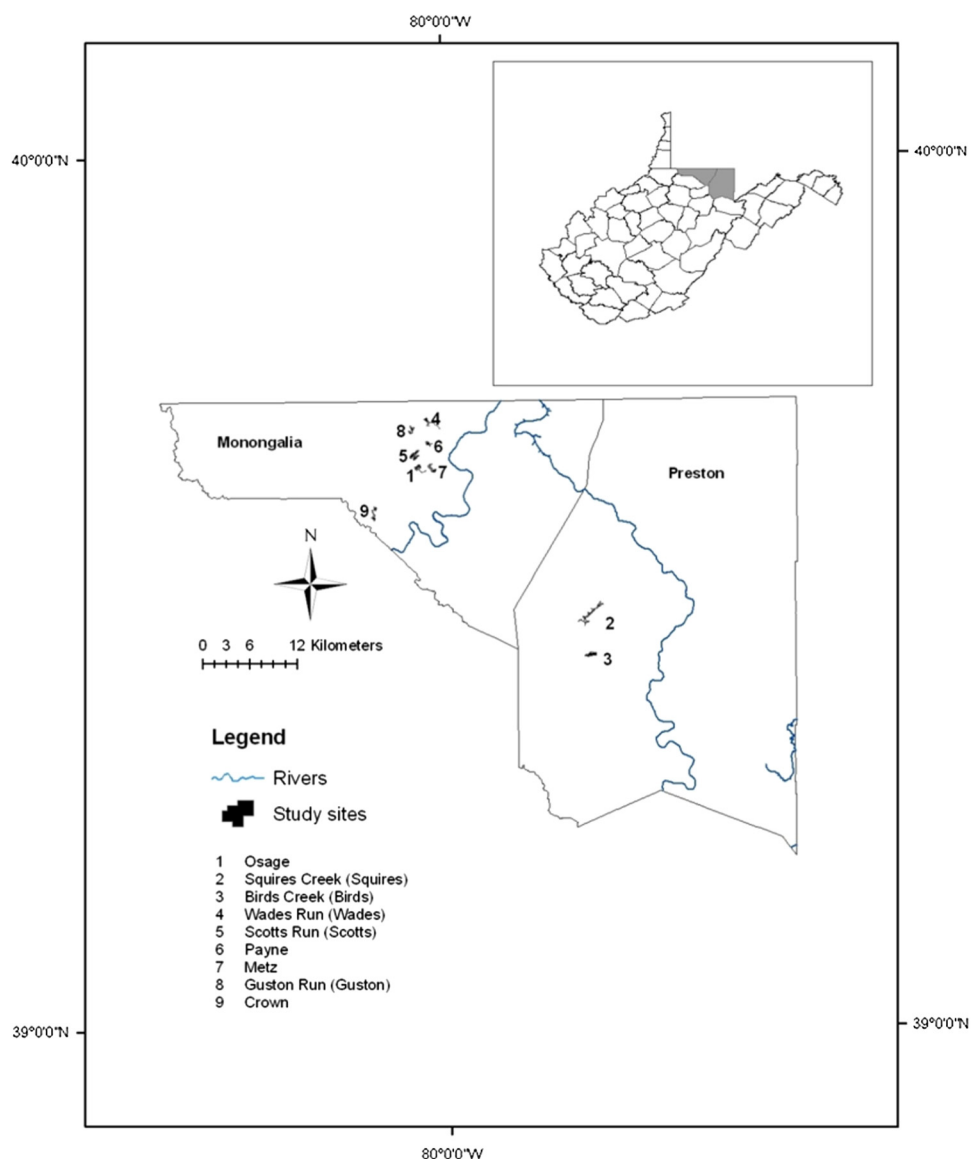 80°0'0"W
40°0'0"N
40°0'0"N
Monongalia
Preston
4
8
6
5
7
1
9
N
2
3
0 3 6 12 Kilometers
Legend
Rivers
Study sites
1 Osage
2 Squires Creek (Squires)
3 Birds Creek (Birds)
4 Wades Run (Wades)
5 Scotts Run (Scotts)
6 Payne
7 Metz
8 Guston Run (Guston)
9 Crown
39°0'0"N
39°0'0"N
80°0'0"W